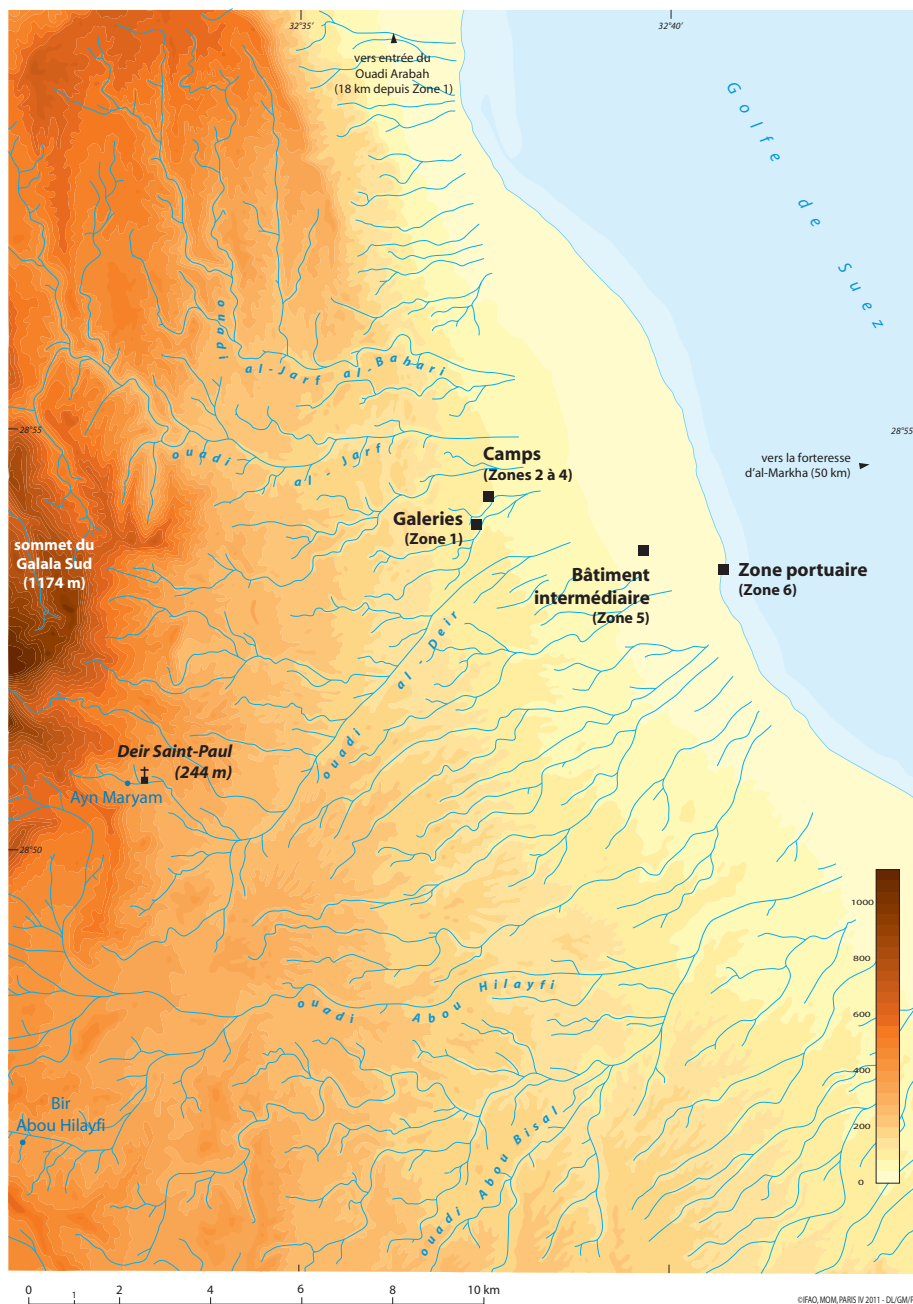 32°35'
32°40'
vers entrée du
Ouadi Arabah
(18 km depuis Zone 1)
Golfe de Suez
ouadi
al-Jarf al-Bahari
28°55
28°55
ouadi al-Jarf
Camps
(Zones 2 à 4)
vers la forteresse
d'al-Markha (50 km)
Galeries
(Zone 1)
sommet du
Galala Sud
(1174 m)
Bâtiment
intermédiaire
(Zone 5)
Zone portuaire
(Zone 6)
ouadi al-Deir
Deir Saint-Paul
(244 m)
Ayn Maryam
28°50
1000
800
600
400
200
0
ouadi Abou Hilayfi
Bir
Abou Hilayfi
ouadi Abou Bisal
0 1 2 4 6 8 10 km
©IFAO, MOM, PARIS IV 2011 - DL/GM/F